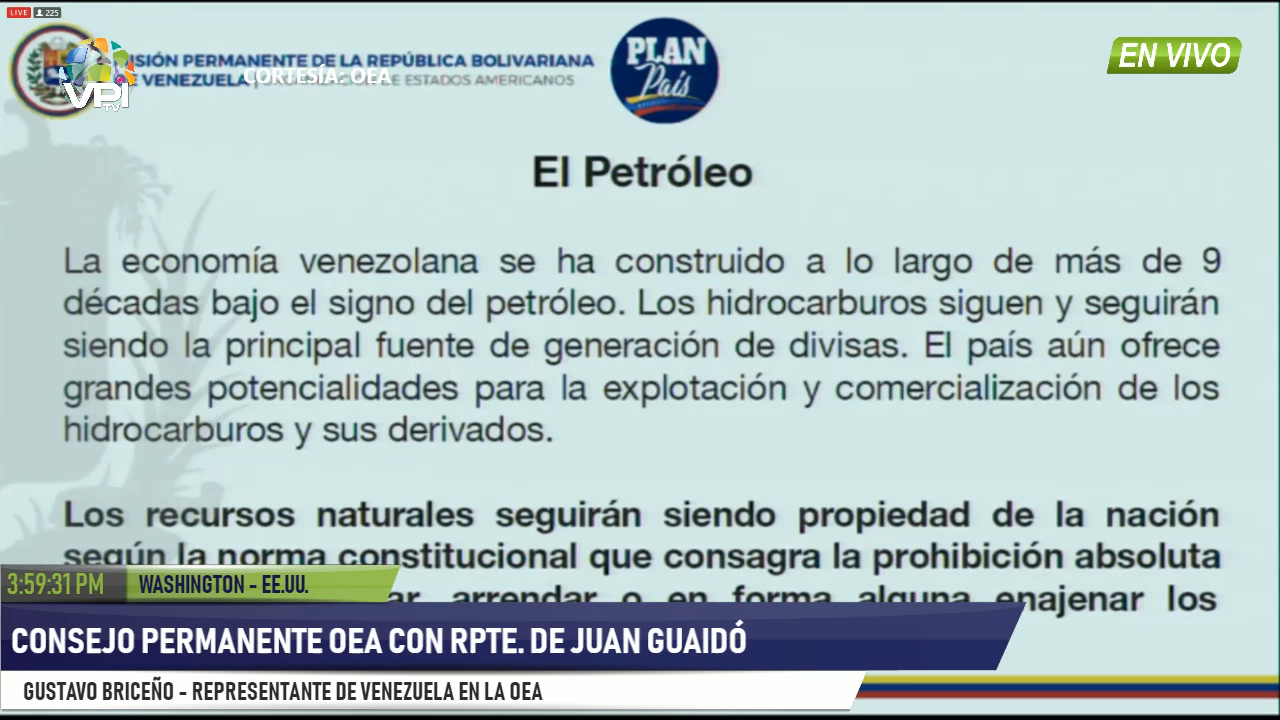 LIVE 225
EN VIVO
ISIÓN PERMANENTE DE LA REPÚBLICA BOLIVARIANA
VENEZUELA | ORGANIZACIÓN DE ESTADOS AMERICANOS
CORTESÍA: OEA
VPI
TV
PLAN
País
El Petróleo
La economía venezolana se ha construido a lo largo de más de 9
décadas bajo el signo del petróleo. Los hidrocarburos siguen y seguirán
siendo la principal fuente de generación de divisas. El país aún ofrece
grandes potencialidades para la explotación y comercialización de los
hidrocarburos y sus derivados.
Los recursos naturales seguirán siendo propiedad de la nación
según la norma constitucional que consagra la prohibición absoluta
arrendar o en forma alguna enajenar los
3:59:31 PM WASHINGTON - EE.UU.
CONSEJO PERMANENTE OEA CON RPTE. DE JUAN GUAIDÓ
GUSTAVO BRICEÑO - REPRESENTANTE DE VENEZUELA EN LA OEA